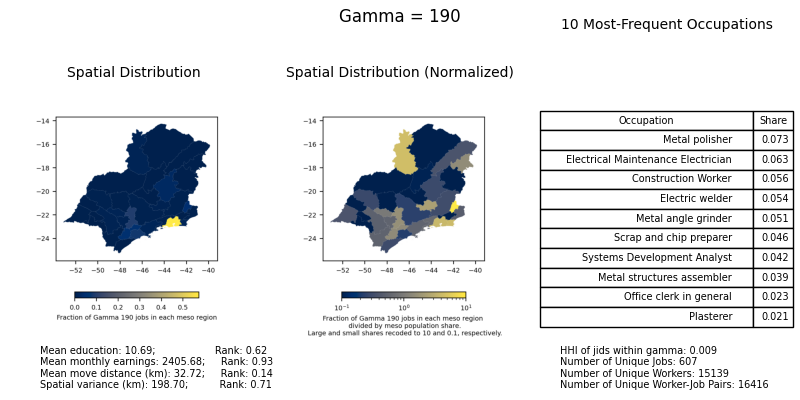 Gamma = 190
10 Most-Frequent Occupations
Spatial Distribution
Spatial Distribution (Normalized)
−14
−16
−18
−20
−22
−24
−52 −50 −48 −46 −44 −42 −40
0.0 0.1 0.2 0.3 0.4 0.5
Fraction of Gamma 190 jobs in each meso region
−14
−16
−18
−20
−22
−24
−52 −50 −48 −46 −44 −42 −40
10−1 100 101
Fraction of Gamma 190 jobs in each meso region
divided by meso population share.
Large and small shares recoded to 10 and 0.1, respectively.
Occupation Share
Metal polisher 0.073
Electrical Maintenance Electrician 0.063
Construction Worker 0.056
Electric welder 0.054
Metal angle grinder 0.051
Scrap and chip preparer 0.046
Systems Development Analyst 0.042
Metal structures assembler 0.039
Office clerk in general 0.023
Plasterer 0.021
Mean education: 10.69; Rank: 0.62
Mean monthly earnings: 2405.68; Rank: 0.93
Mean move distance (km): 32.72; Rank: 0.14
Spatial variance (km): 198.70; Rank: 0.71
HHI of jids within gamma: 0.009
Number of Unique Jobs: 607
Number of Unique Workers: 15139
Number of Unique Worker-Job Pairs: 16416